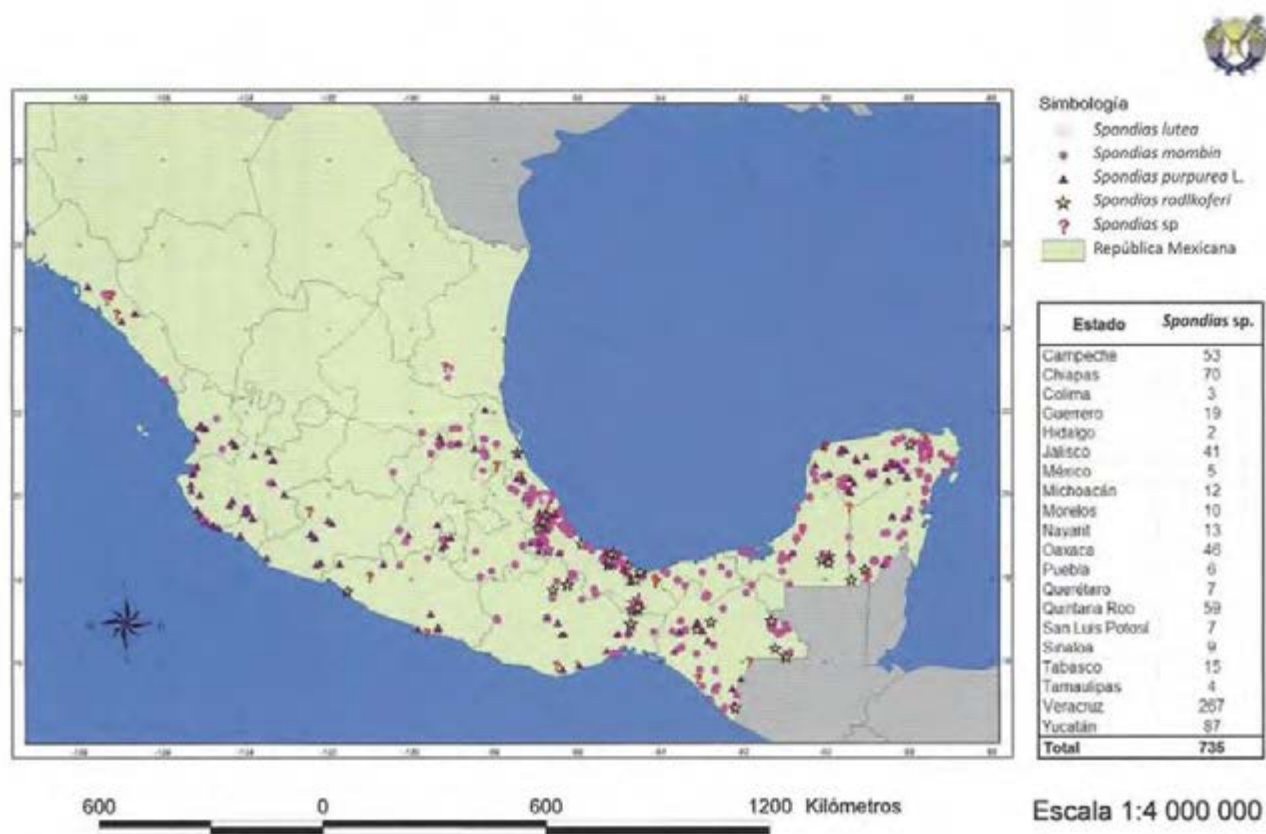 Simbología
Spondias lutea
Spondias mombin
Spondias purpurea L.
Spondias radlkoferi
Spondias sp
República Mexicana
Estado Spondias sp.
Campeche 53
Chiapas 70
Colima 3
Guerrero 19
Hidalgo 2
Jalisco 41
México 5
Michoacán 12
Morelos 10
Nayarit 13
Oaxaca 46
Puebla 6
Querétaro 7
Quintana Roo 59
San Luis Potosí 7
Sinaloa 9
Tabasco 15
Tamaulipas 4
Veracruz 267
Yucatán 87
Total 735
600 0 600 1200 Kilómetros
Escala 1:4 000 000